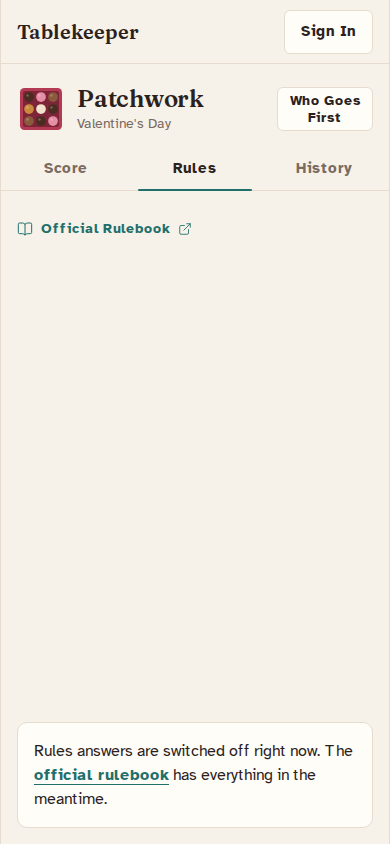 Tablekeeper
Sign In
Patchwork
Valentine's Day
Who Goes
First
Score
Rules
History
Official Rulebook
Rules answers are switched off right now. The
official rulebook has everything in the
meantime.